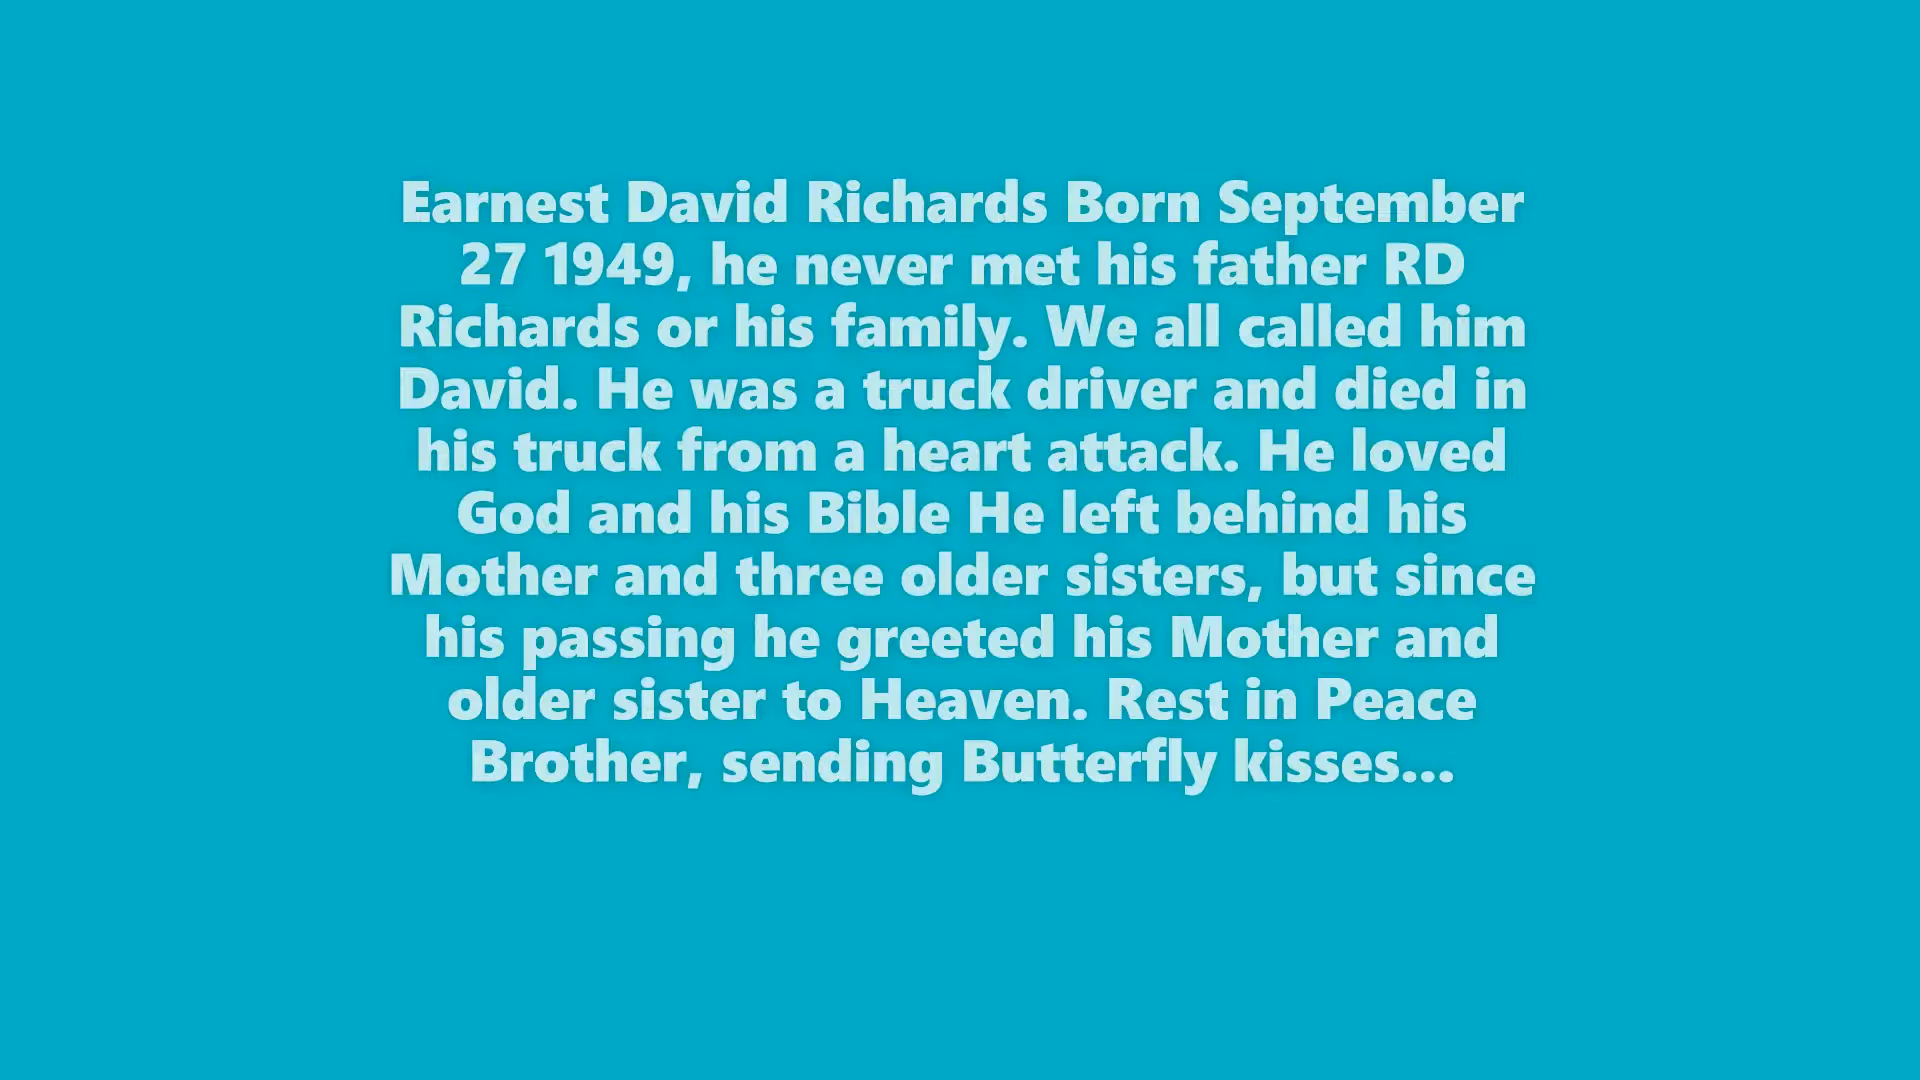 Earnest David Richards Born September
27 1949, he never met his father RD
Richards or his family. We all called him
David. He was a truck driver and died in
his truck from a heart attack. He loved
God and his Bible He left behind his
Mother and three older sisters, but since
his passing he greeted his Mother and
older sister to Heaven. Rest in Peace
Brother, sending Butterfly kisses...